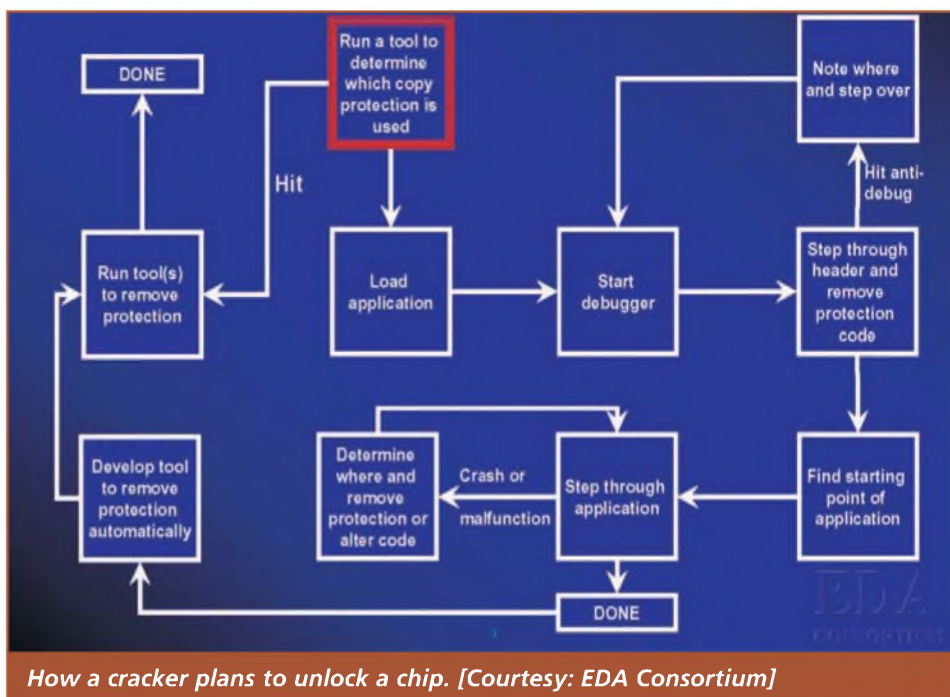 Run a tool to
determine
which copy
protection is
used
DONE
Note where
and step over
Hit
Hit anti-
debug
Run tool(s)
to remove
protection
Load
application
Start
debugger
Step through
header and
remove
protection
code
Develop tool
to remove
protection
automatically
Determine
where and
remove
protection or
alter code
Crash or
malfunction
Step through
application
Find starting
point of
application
DONE
EDA
CONSORTIUM
How a cracker plans to unlock a chip. [Courtesy: EDA Consortium]